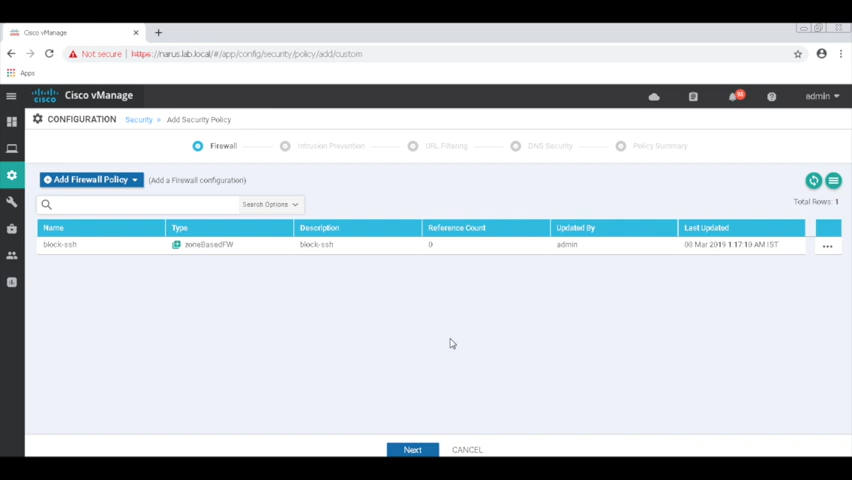 Cisco vManage
Not secure
https://narus.lab.local/#/app/config/security/policy/add/custom
Apps
cisco Cisco vManage
admin
CONFIGURATION Security » Add Security Policy
Firewall Intrusion Prevention URL Filtering DNS Security Policy Summary
Add Firewall Policy (Add a Firewall configuration)
Search Options
Total Rows: 1
Name Type Description Reference Count Updated By Last Updated
block-ssh zoneBasedFW block-ssh 0 admin Mar 2019 1:17:19 AM IST
Next CANCEL